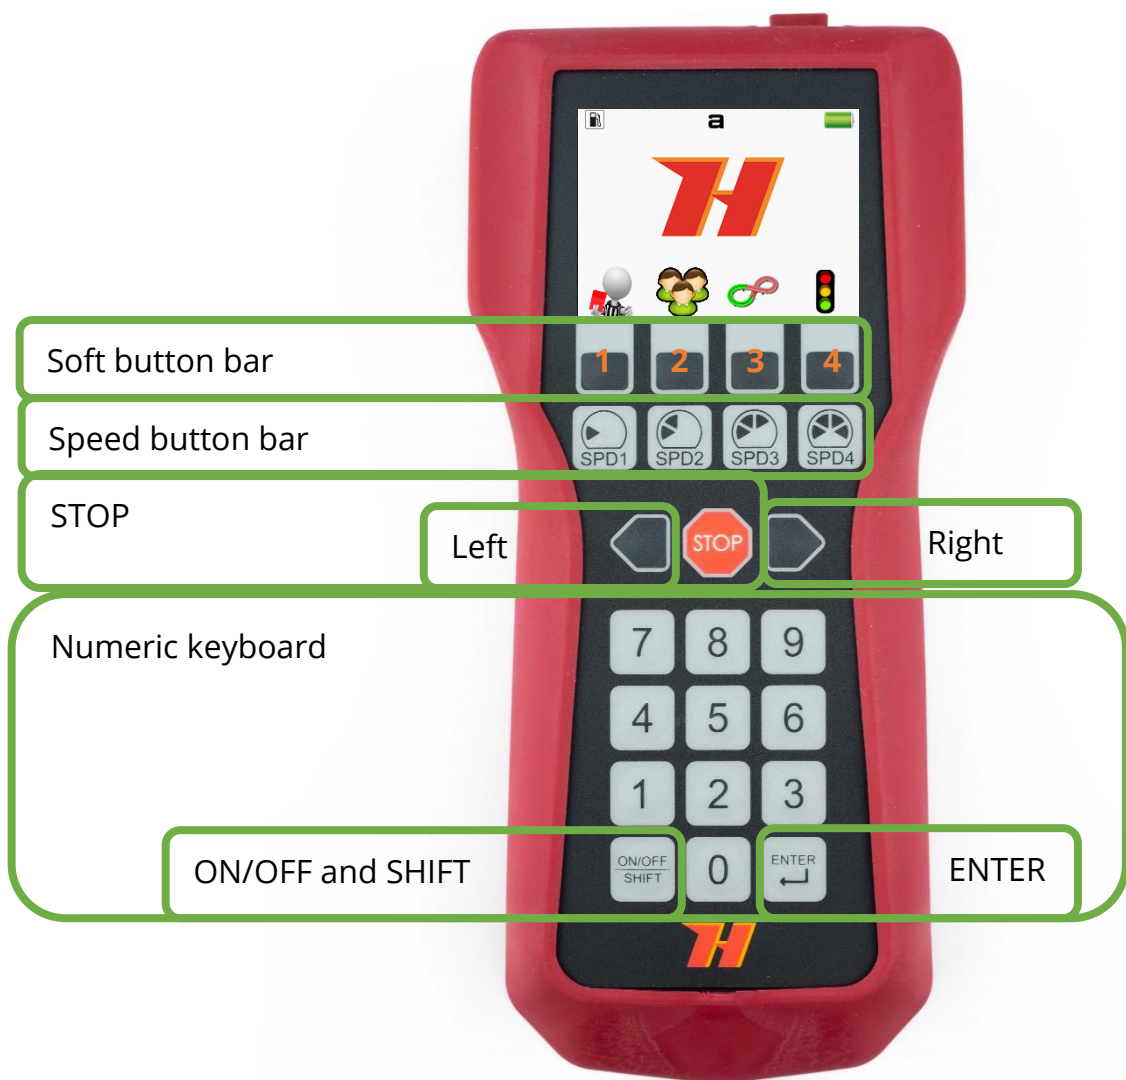 a
H
Soft button bar
1 2 3 4
Speed button bar
SPD1 SPD2 SPD3 SPD4
STOP
Left
STOP
Right
Numeric keyboard
7 8 9
4 5 6
1 2 3
ON/OFF and SHIFT
ON/OFF
SHIFT
0
ENTER
ENTER
H